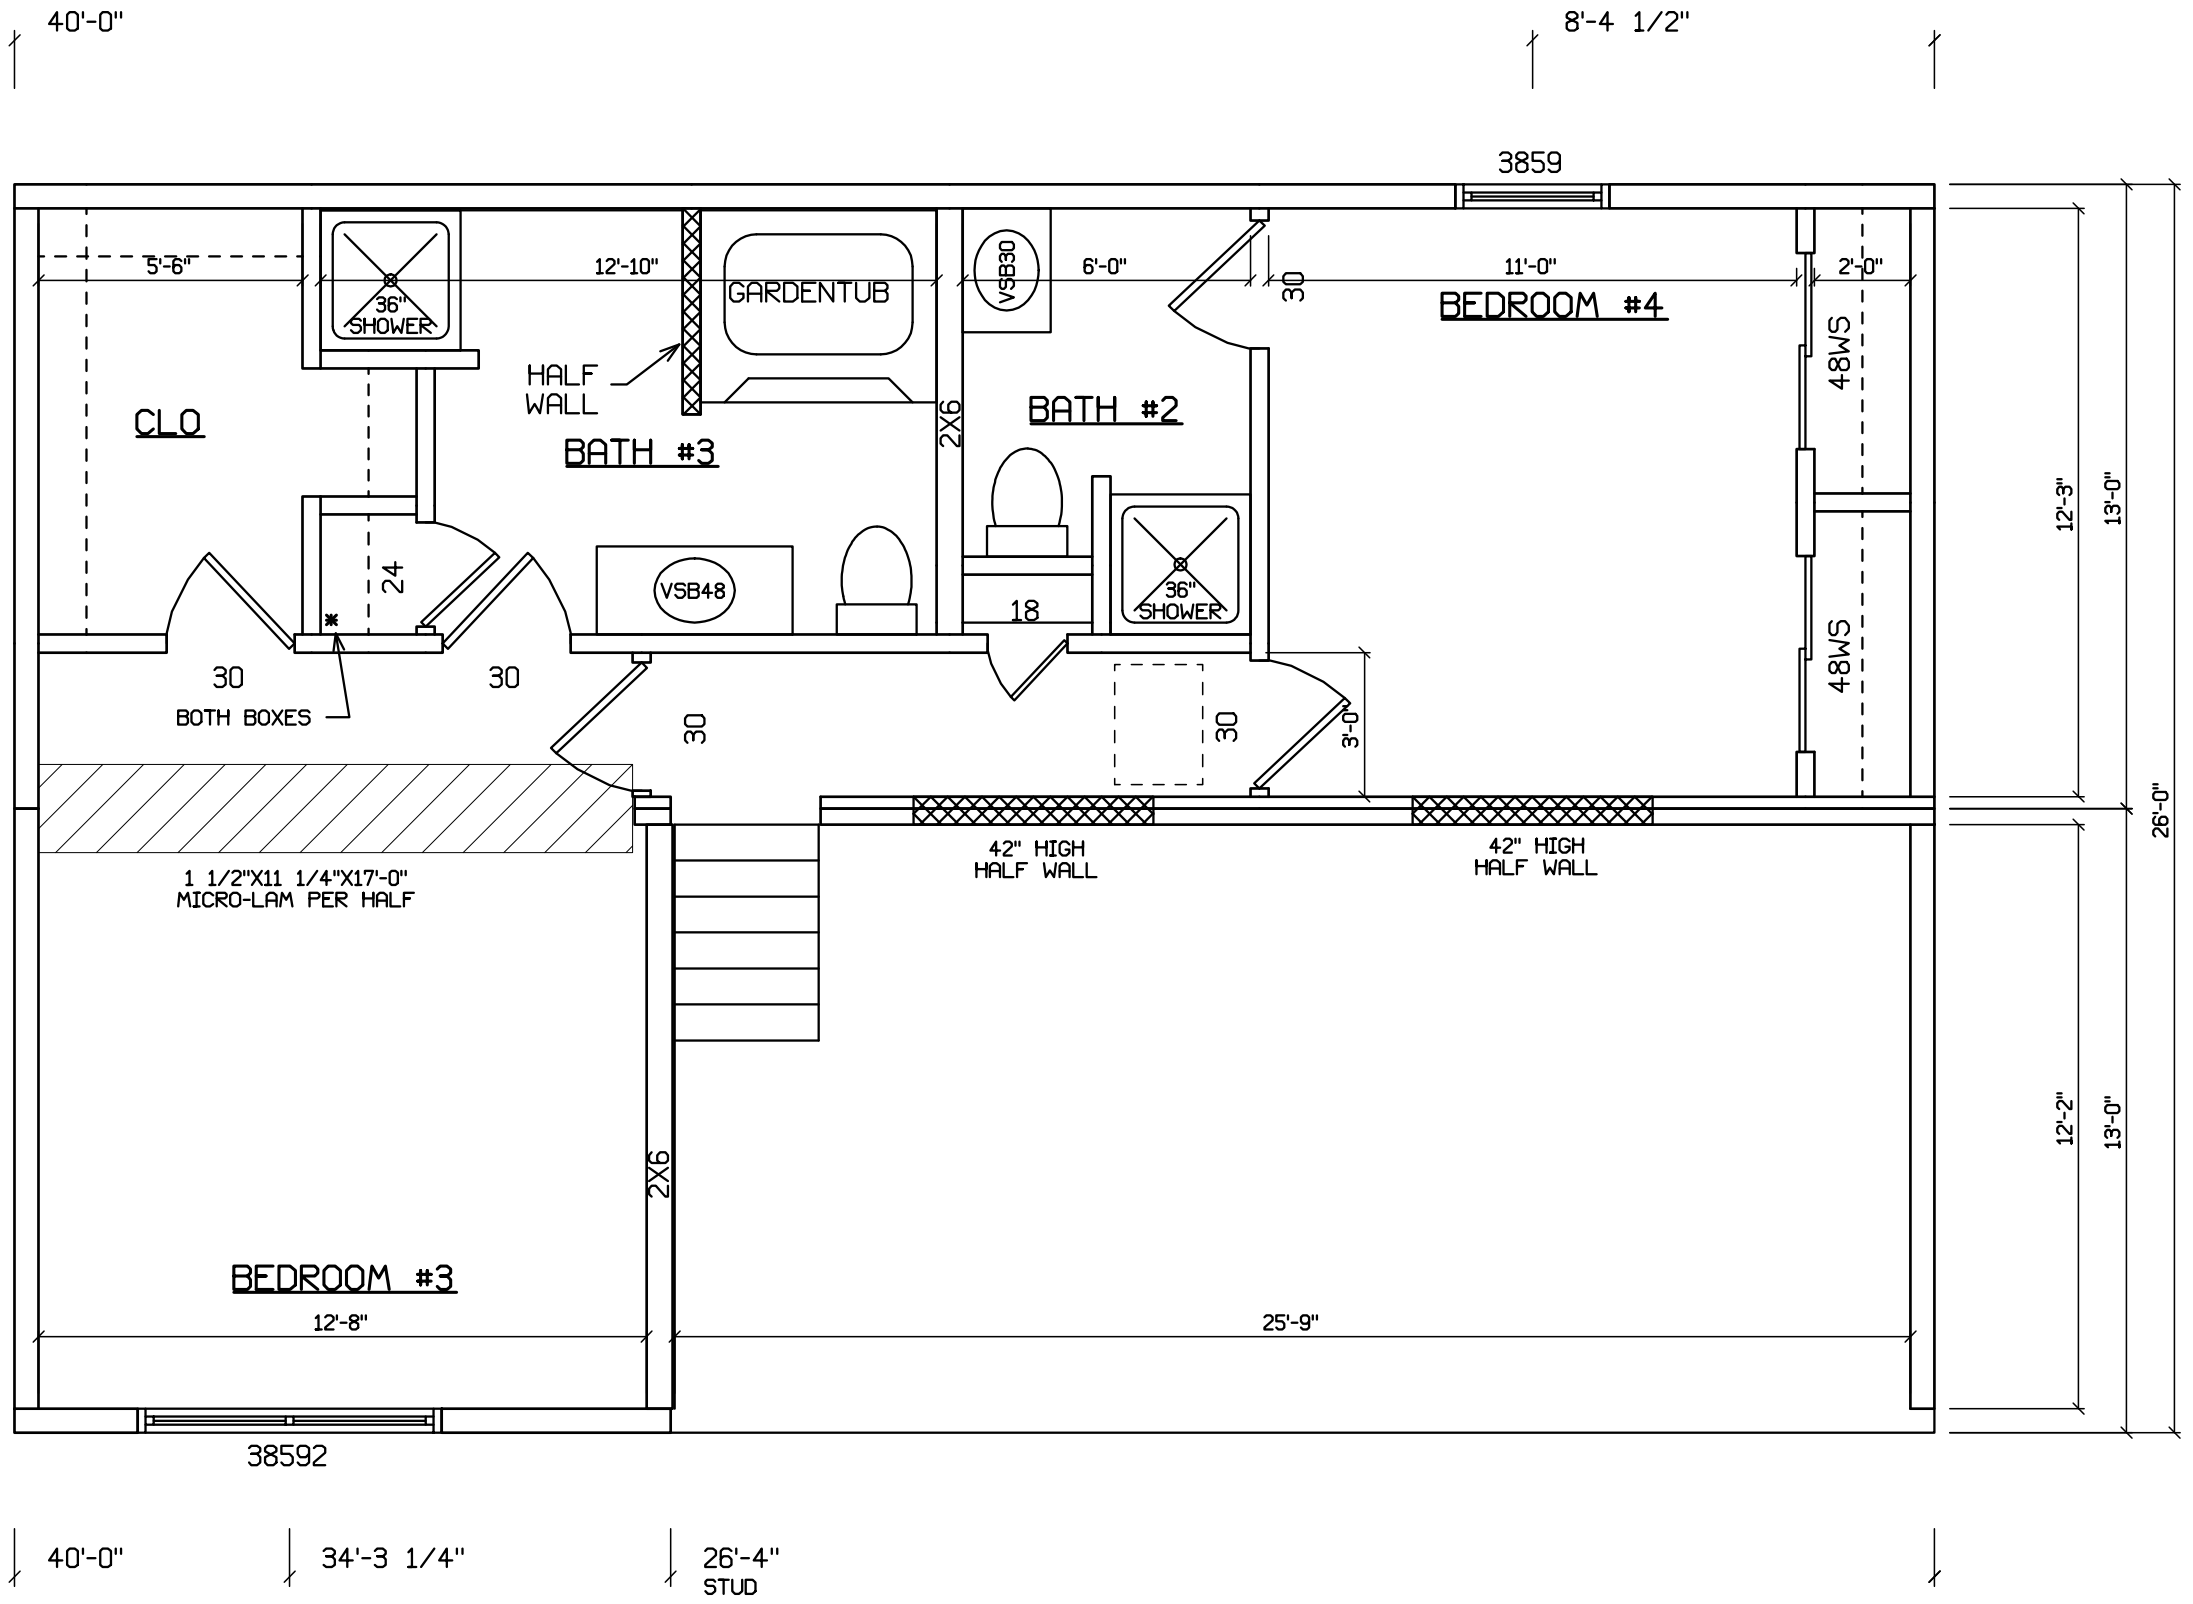 40'-0"
8'-4 1/2"
3859
5'-6"
12'-10"
6'-0"
11'-0"
2'-0"
36"
SHOWER
GARDENTUB
VSB30
30
BEDROOM #4
48WS
HALF
WALL
CLO
BATH #3
2X6
BATH #2
12'-3"
13'-0"
24
VSB48
18
36"
SHOWER
*
48WS
30
30
BOTH BOXES
30
30
3'-0"
26'-0"
1 1/2"X11 1/4"X17'-0"
MICRO-LAM PER HALF
42" HIGH
HALF WALL
42" HIGH
HALF WALL
2X6
12'-2"
13'-0"
BEDROOM #3
12'-8"
25'-9"
38592
40'-0"
34'-3 1/4"
26'-4"
STUD